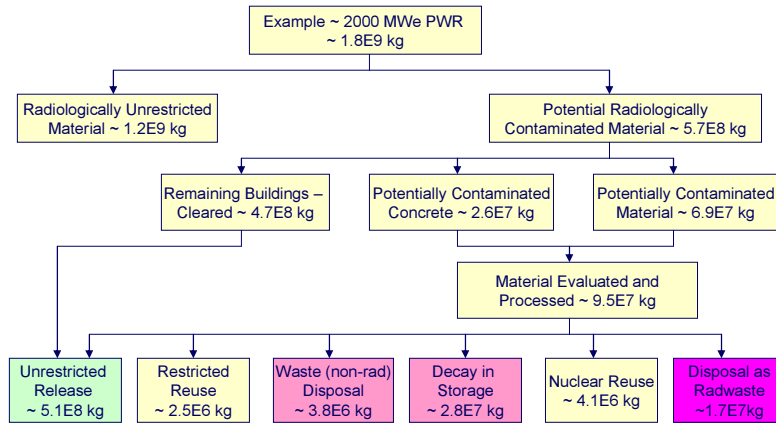 Example ~ 2000 MWe PWR
~ 1.8E9 kg
Radiologically Unrestricted
Material ~ 1.2E9 kg
Potential Radiologically
Contaminated Material ~ 5.7E8 kg
Remaining Buildings –
Cleared ~ 4.7E8 kg
Potentially Contaminated
Concrete ~ 2.6E7 kg
Potentially Contaminated
Material ~ 6.9E7 kg
Material Evaluated and
Processed ~ 9.5E7 kg
Unrestricted
Release
~ 5.1E8 kg
Restricted
Reuse
~ 2.5E6 kg
Waste (non-rad)
Disposal
~ 3.8E6 kg
Decay in
Storage
~ 2.8E7 kg
Nuclear Reuse
~ 4.1E6 kg
Disposal as
Radwaste
~1.7E7kg